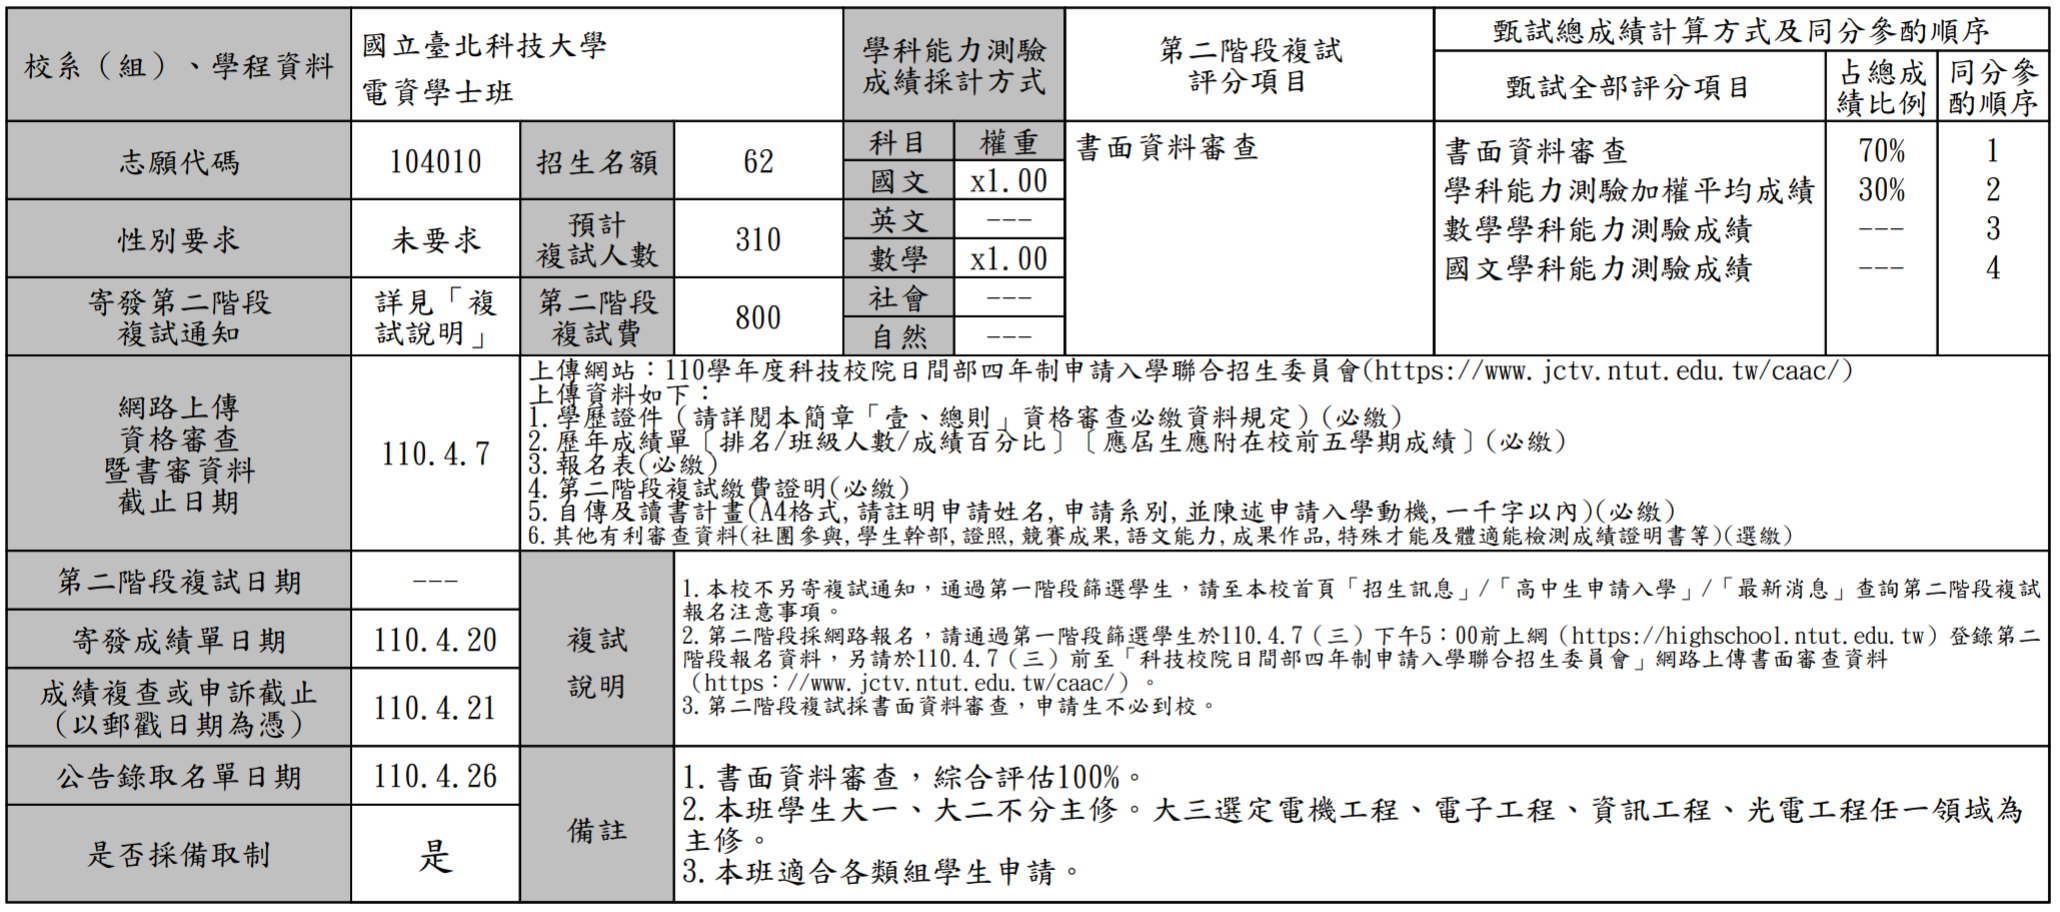 校系（組）、學程資料
國立臺北科技大學
電資學士班
學科能力測驗
成績採計方式
第二階段複試
評分項目
甄試總成績計算方式及同分參酌順序
甄試全部評分項目
占總成
績比例
同分參
酌順序
志願代碼
104010
招生名額
62
科目
權重
國文
x1.00
英文
---
數學
x1.00
社會
---
自然
---
書面資料審查
書面資料審查 70% 1
學科能力測驗加權平均成績 30% 2
數學學科能力測驗成績 --- 3
國文學科能力測驗成績 --- 4
性別要求
未要求
預計
複試人數
310
寄發第二階段
複試通知
詳見「複
試說明」
第二階段
複試費
800
網路上傳
資格審查
暨書審資料
截止日期
110.4.7
上傳網站：110學年度科技校院日間部四年制申請入學聯合招生委員會(https://www.jctv.ntut.edu.tw/caac/)
上傳資料如下：
1.學歷證件（請詳閱本簡章「壹、總則」資格審查必繳資料規定）(必繳)
2.歷年成績單〔排名/班級人數/成績百分比〕〔應屆生應附在校前五學期成績〕(必繳)
3.報名表(必繳)
4.第二階段複試繳費證明(必繳)
5.自傳及讀書計畫(A4格式,請註明申請姓名,申請系別,並陳述申請入學動機,一千字以內)(必繳)
6.其他有利審查資料(社團參與,學生幹部,證照,競賽成果,語文能力,成果作品,特殊才能及體適能檢測成績證明書等)(選繳)
第二階段複試日期
---
寄發成績單日期
110.4.20
成績複查或申訴截止
（以郵戳日期為憑）
110.4.21
複試
說明
1.本校不另寄複試通知，通過第一階段篩選學生，請至本校首頁「招生訊息」/「高中生申請入學」/「最新消息」查詢第二階段複試
報名注意事項。
2.第二階段採網路報名，請通過第一階段篩選學生於110.4.7（三）下午5：00前上網（https://highschool.ntut.edu.tw）登錄第二
階段報名資料，另請於110.4.7（三）前至「科技校院日間部四年制申請入學聯合招生委員會」網路上傳書面審查資料
（https：//www.jctv.ntut.edu.tw/caac/）。
3.第二階段複試採書面資料審查，申請生不必到校。
公告錄取名單日期
110.4.26
是否採備取制
是
備註
1.書面資料審查，綜合評估100%。
2.本班學生大一、大二不分主修。大三選定電機工程、電子工程、資訊工程、光電工程任一領域為
主修。
3.本班適合各類組學生申請。